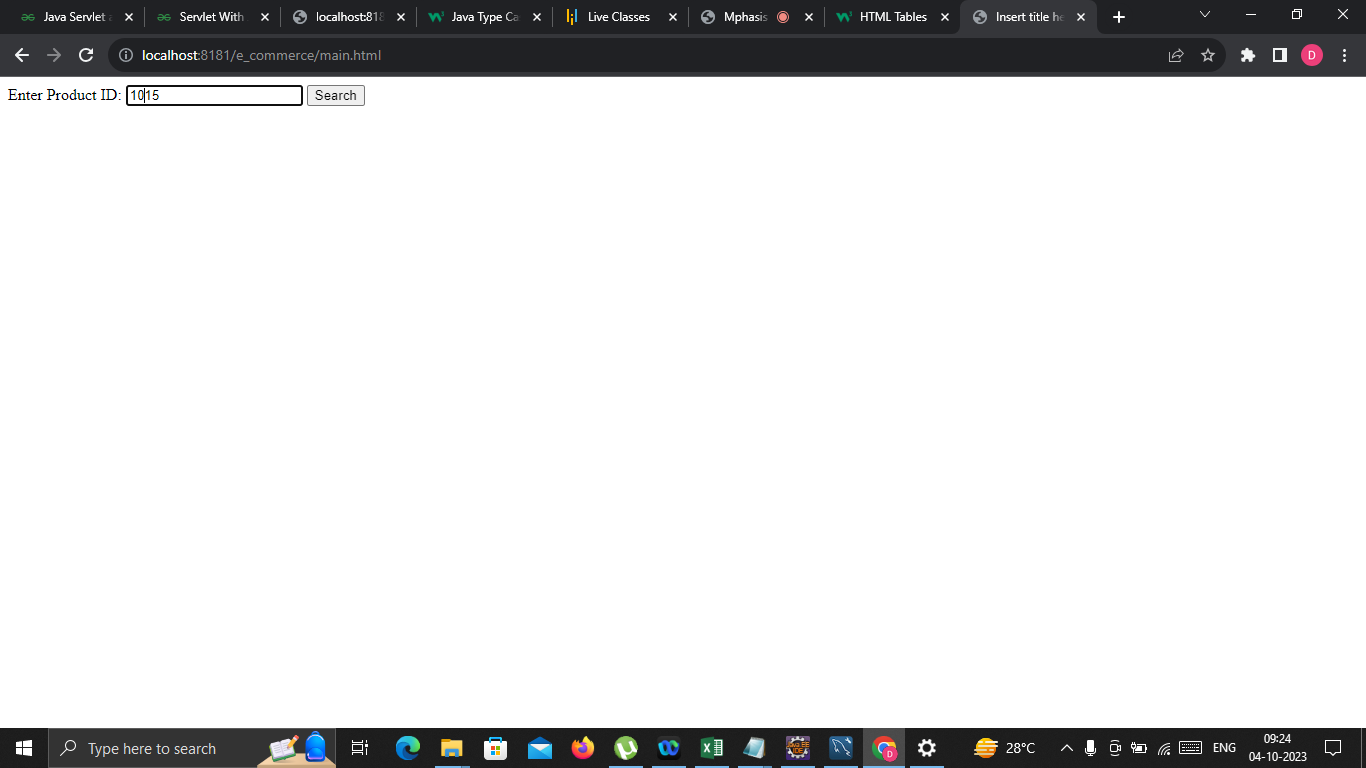 Java Servlet a
Servlet With
localhost:818
Java Type Ca
Live Classes
Mphasis
HTML Tables
Insert title he
localhost:8181/e_commerce/main.html
D
Enter Product ID: 1015 Search
Type here to search
D
28°C
ENG
09:24
04-10-2023